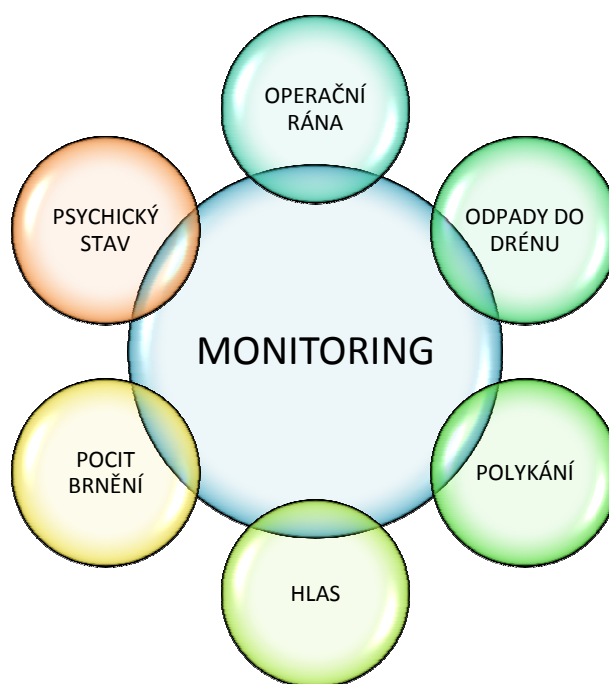 OPERAČNÍ
RÁNA
PSYCHICKÝ
STAV
ODPADY DO
DRÉNU
MONITORING
POCIT
BRNĚNÍ
POLYKÁNÍ
HLAS